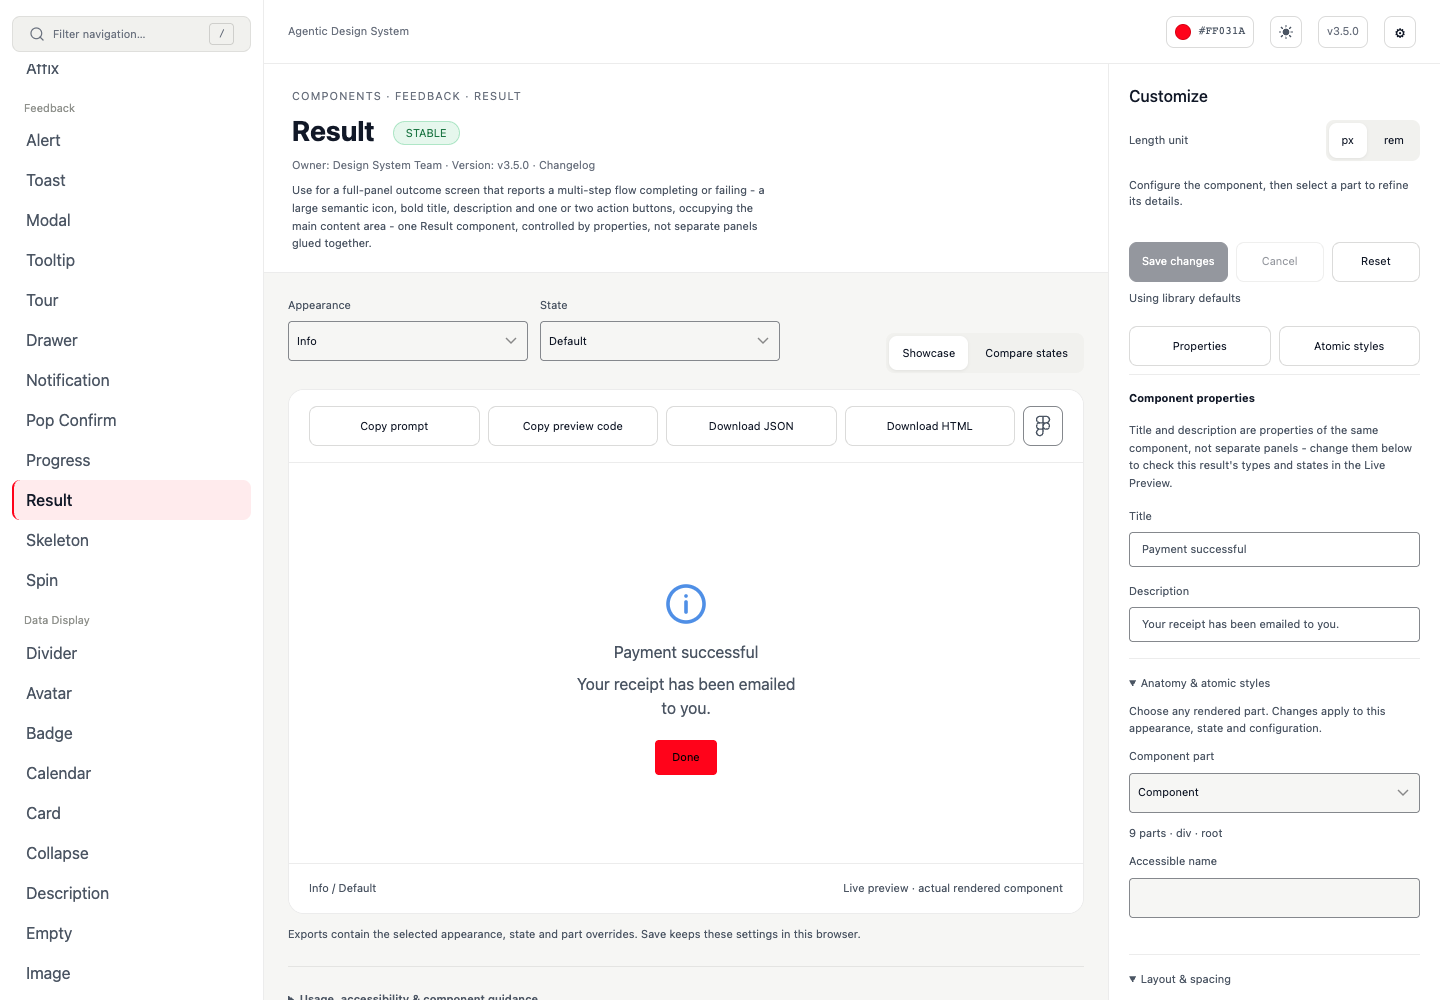 Filter navigation...
/
Affix
Feedback
Alert
Toast
Modal
Tooltip
Tour
Drawer
Notification
Pop Confirm
Progress
Result
Skeleton
Spin
Data Display
Divider
Avatar
Badge
Calendar
Card
Collapse
Description
Empty
Image
Agentic Design System
#FF031A
v3.5.0
COMPONENTS · FEEDBACK · RESULT
Result
STABLE
Owner: Design System Team · Version: v3.5.0 · Changelog
Use for a full-panel outcome screen that reports a multi-step flow completing or failing - a
large semantic icon, bold title, description and one or two action buttons, occupying the
main content area - one Result component, controlled by properties, not separate panels
glued together.
Appearance
State
Info
Default
Showcase
Compare states
Copy prompt
Copy preview code
Download JSON
Download HTML
Payment successful
Your receipt has been emailed
to you.
Done
Info / Default
Live preview · actual rendered component
Exports contain the selected appearance, state and part overrides. Save keeps these settings in this browser.
Usage, accessibility & component guidance
Customize
Length unit
px
rem
Configure the component, then select a part to refine
its details.
Save changes
Cancel
Reset
Using library defaults
Properties
Atomic styles
Component properties
Title and description are properties of the same
component, not separate panels - change them below
to check this result's types and states in the Live
Preview.
Title
Payment successful
Description
Your receipt has been emailed to you.
Anatomy & atomic styles
Choose any rendered part. Changes apply to this
appearance, state and configuration.
Component part
Component
9 parts · div · root
Accessible name
Layout & spacing